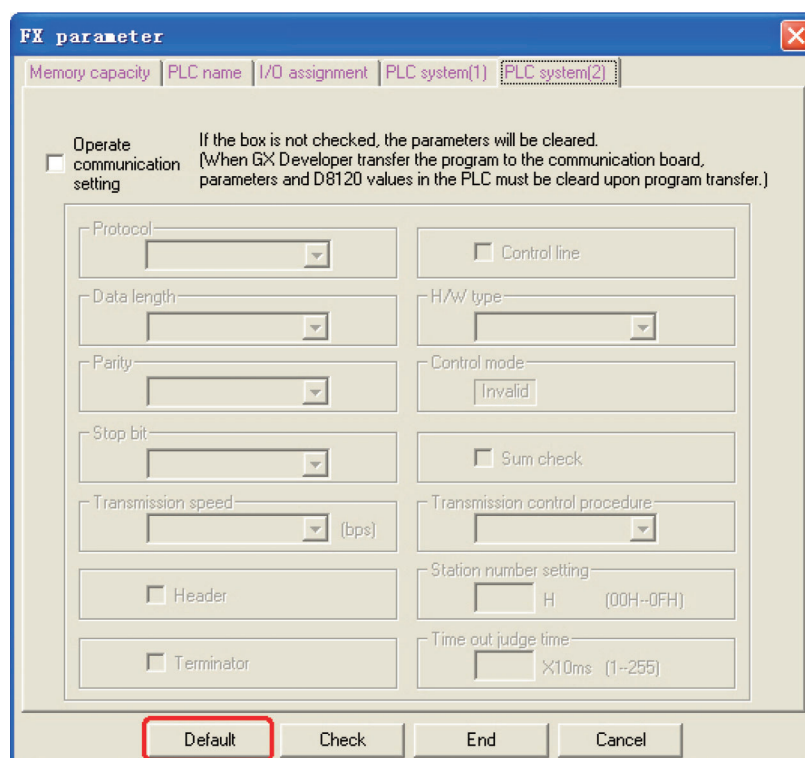 FX parameter
Memory capacity PLC name I/O assignment PLC system(1) PLC system(2)
Operate communication setting
If the box is not checked, the parameters will be cleared.
(When GX Developer transfer the program to the communication board,
parameters and D8120 values in the PLC must be cleard upon program transfer.)
Protocol
Control line
Data length
H/W type
Parity
Control mode
Invalid
Stop bit
Sum check
Transmission speed
(bps)
Transmission control procedure
Header
Station number setting
H (00H--0FH)
Terminator
Time out judge time
X10ms (1--255)
Default Check End Cancel